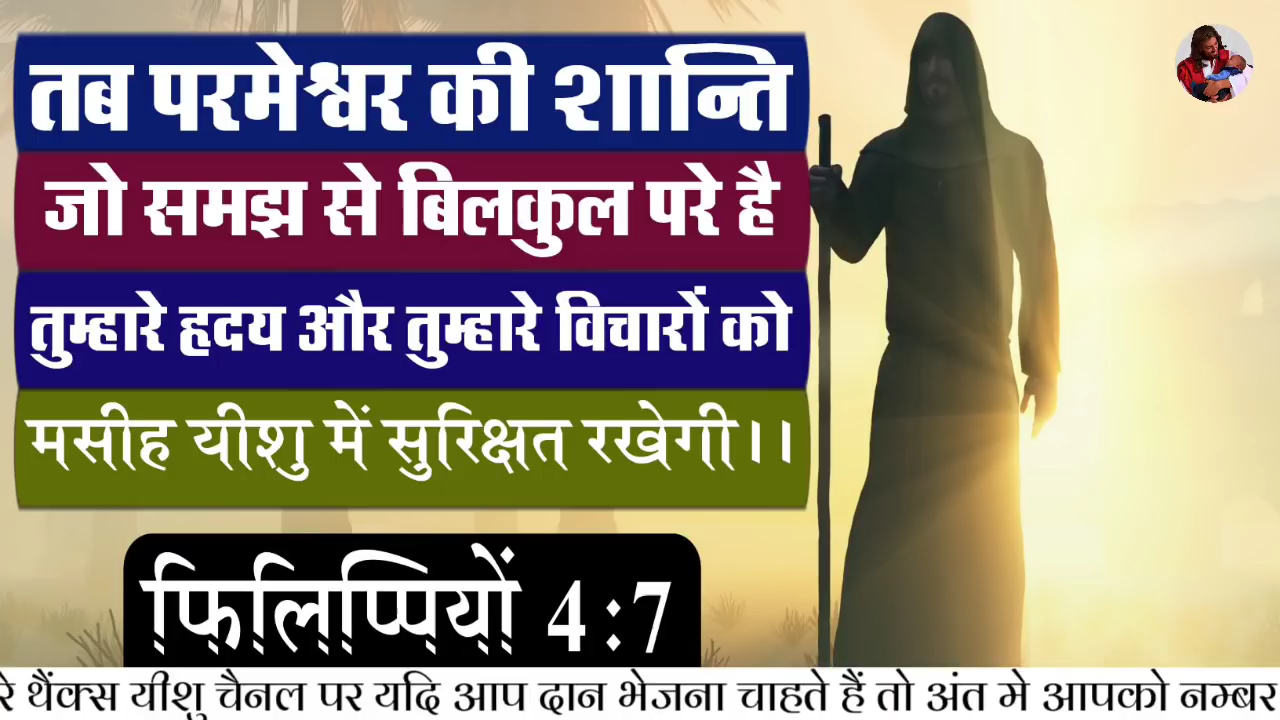 तब परमेश्वर की शान्ति
जो समझ से बिलकुल परे है
तुम्हारे हृदय और तुम्हारे विचारों को
मसीह यीशु में सुरिक्षत रखेगी।।
फिलिप्पियों 4:7
रे थैंक्स यीशु चैनल पर यदि आप दान भेजना चाहते हैं तो अंत मे आपको नम्बर